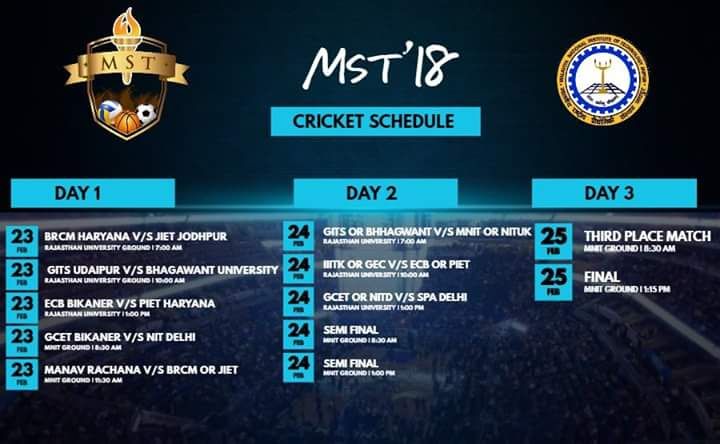 MST
MST'18
CRICKET SCHEDULE
DAY 1
23 FEB
BRCM HARYANA V/S JIET JODHPUR
RAJASTHAN UNIVERSITY GROUND | 7:00 AM
23 FEB
GITS UDAIPUR V/S BHAGAWANT UNIVERSITY
RAJASTHAN UNIVERSITY GROUND | 10:00 AM
23 FEB
ECB BIKANER V/S PIET HARYANA
RAJASTHAN UNIVERSITY | 1:00 PM
23 FEB
GCET BIKANER V/S NIT DELHI
MNIT GROUND | 8:30 AM
23 FEB
MANAV RACHANA V/S BRCM OR JIET
MNIT GROUND | 11:30 AM
DAY 2
24 FEB
GITS OR BHHAGWANT V/S MNIT OR NITUK
RAJASTHAN UNIVERSITY | 7:00 AM
24 FEB
IIITK OR GEC V/S ECB OR PIET
RAJASTHAN UNIVERSITY | 10:00 AM
24 FEB
GCET OR NITD V/S SPA DELHI
RAJASTHAN UNIVERSITY | 1:00 PM
24 FEB
SEMI FINAL
MNIT GROUND | 8:30 AM
24 FEB
SEMI FINAL
MNIT GROUND | 1:00 PM
DAY 3
25 FEB
THIRD PLACE MATCH
MNIT GROUND | 8:30 AM
25 FEB
FINAL
MNIT GROUND | 1:15 PM